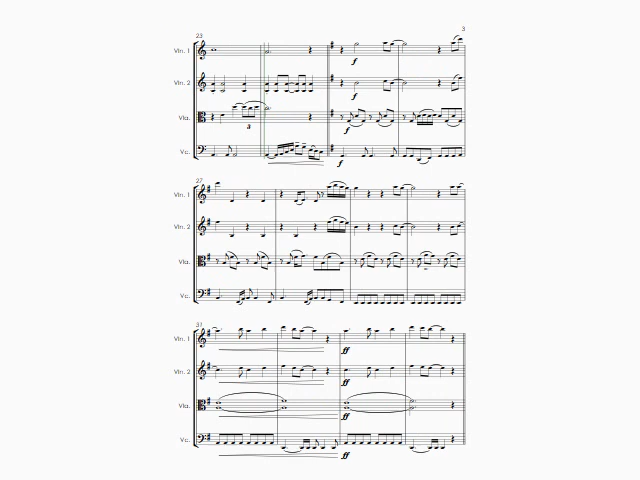 3
23
Vln. 1
f
Vln. 2
f
Vla.
3
f
Vc.
f
27
Vln. 1
Vln. 2
Vla.
Vc.
31
Vln. 1
ff
Vln. 2
ff
Vla.
ff
Vc.
ff